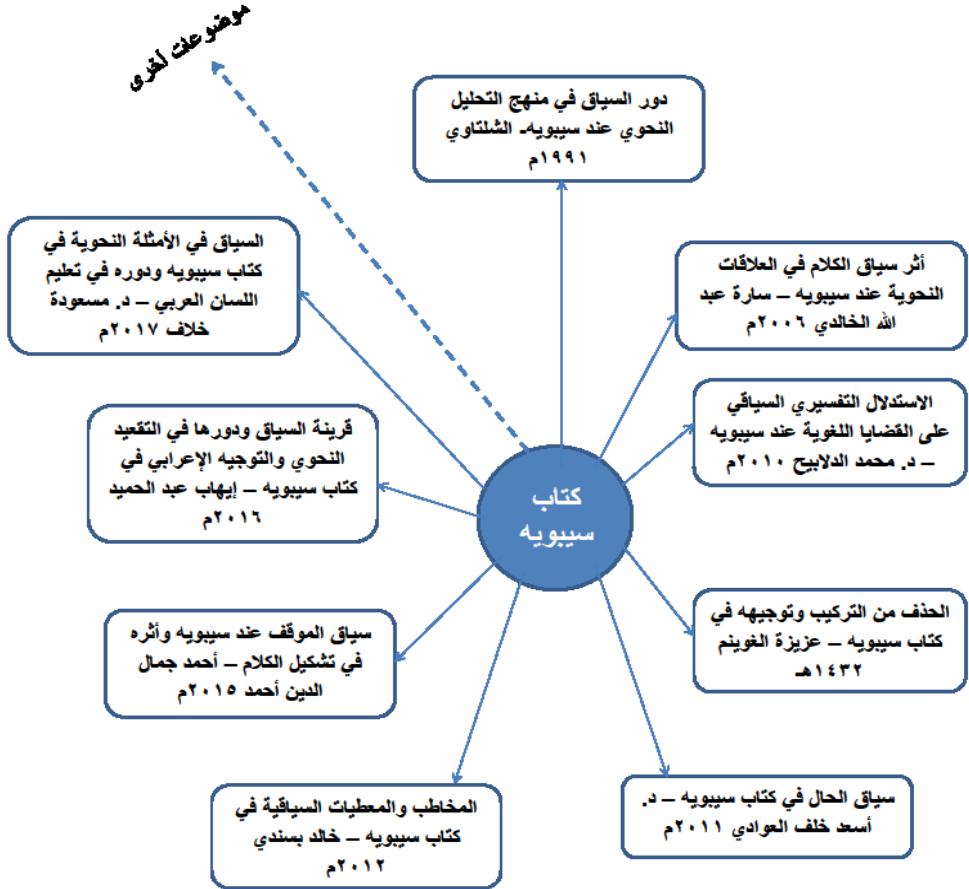 موضوعات أخرى
دور السياق في منهج التحليل
النحوي عند سيبويه- الشلتاوي
١٩٩١م
أثر سياق الكلام في العلاقات
النحوية عند سيبويه – سارة عبد
الله الخالدي ٢٠٠٦م
الاستدلال التفسيري السياقي
على القضايا اللغوية عند سيبويه
– د. محمد الدلابيح ٢٠١٠م
الحذف من التركيب وتوجيهه في
كتاب سيبويه – عزيزة الغوينم
١٤٣٢هـ
سياق الحال في كتاب سيبويه – د.
أسعد خلف العوادي ٢٠١١م
المخاطب والمعطيات السياقية في
كتاب سيبويه – خالد بسندي
٢٠١٢م
سياق الموقف عند سيبويه وأثره
في تشكيل الكلام – أحمد جمال
الدين أحمد ٢٠١٥م
قرينة السياق ودورها في التقعيد
النحوي والتوجيه الإعرابي في
كتاب سيبويه – إيهاب عبد الحميد
٢٠١٦م
السياق في الأمثلة النحوية في
كتاب سيبويه ودوره في تعليم
اللسان العربي – د. مسعودة
خلاف ٢٠١٧م
كتاب
سيبويه